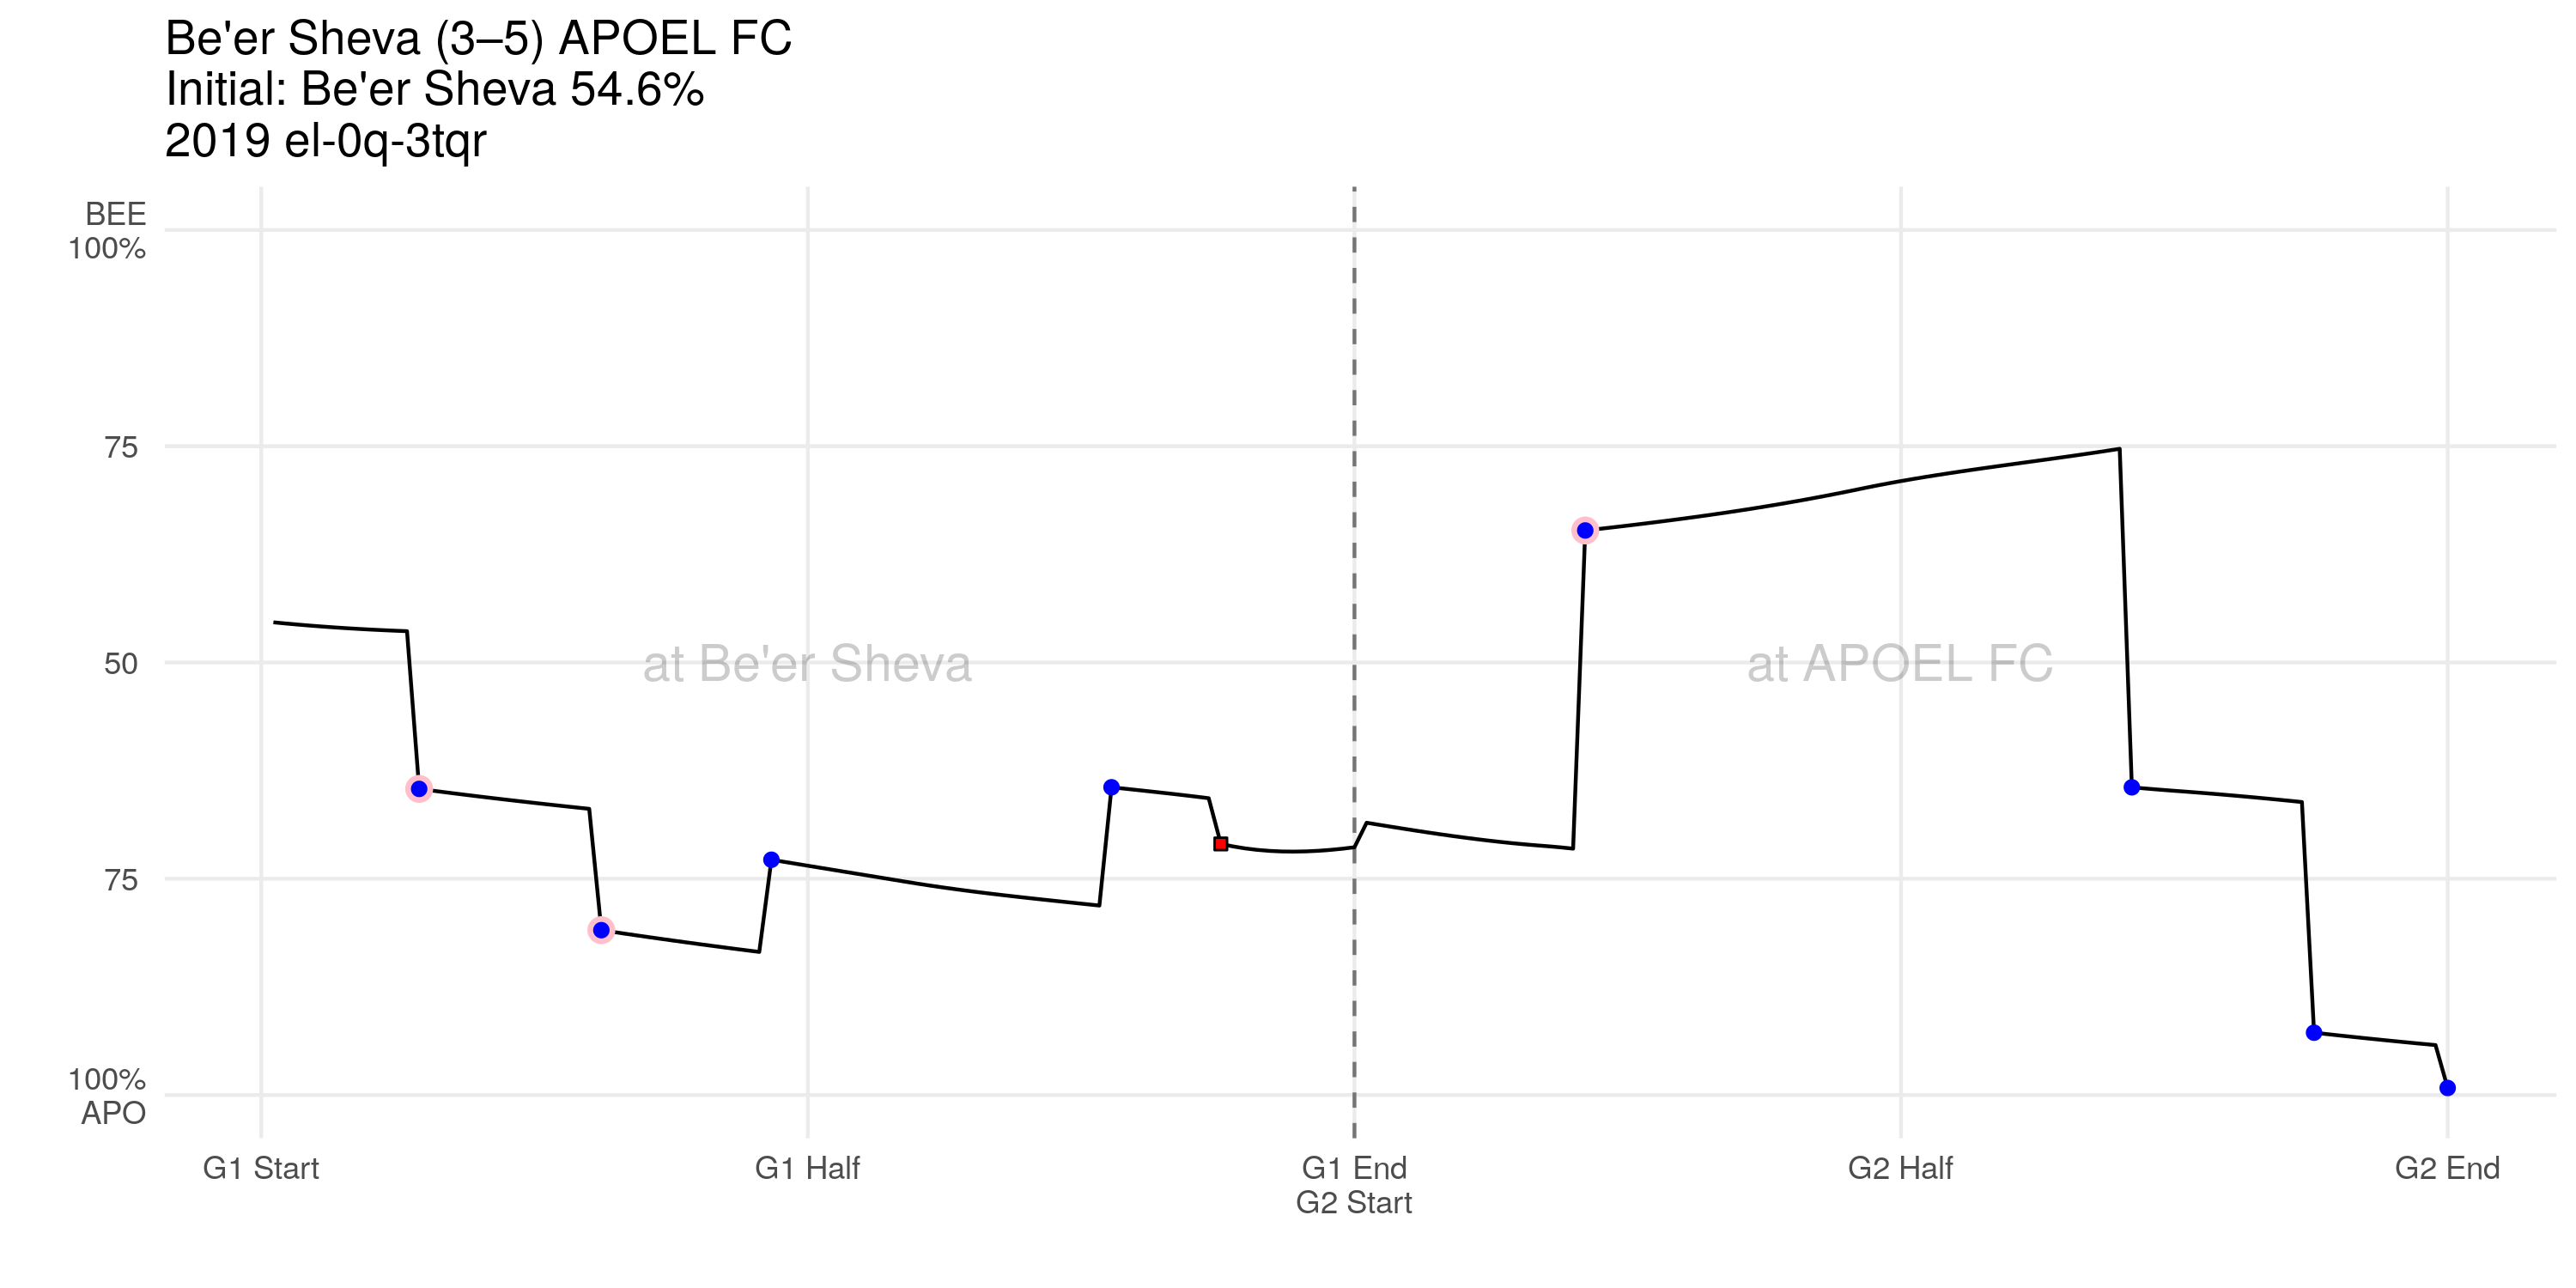 Be'er Sheva (3–5) APOEL FC
Initial: Be'er Sheva 54.6%
2019 el-0q-3tqr
BEE
100%
75
50
75
100%
APO
at Be'er Sheva
at APOEL FC
G1 Start
G1 Half
G1 End
G2 Start
G2 Half
G2 End